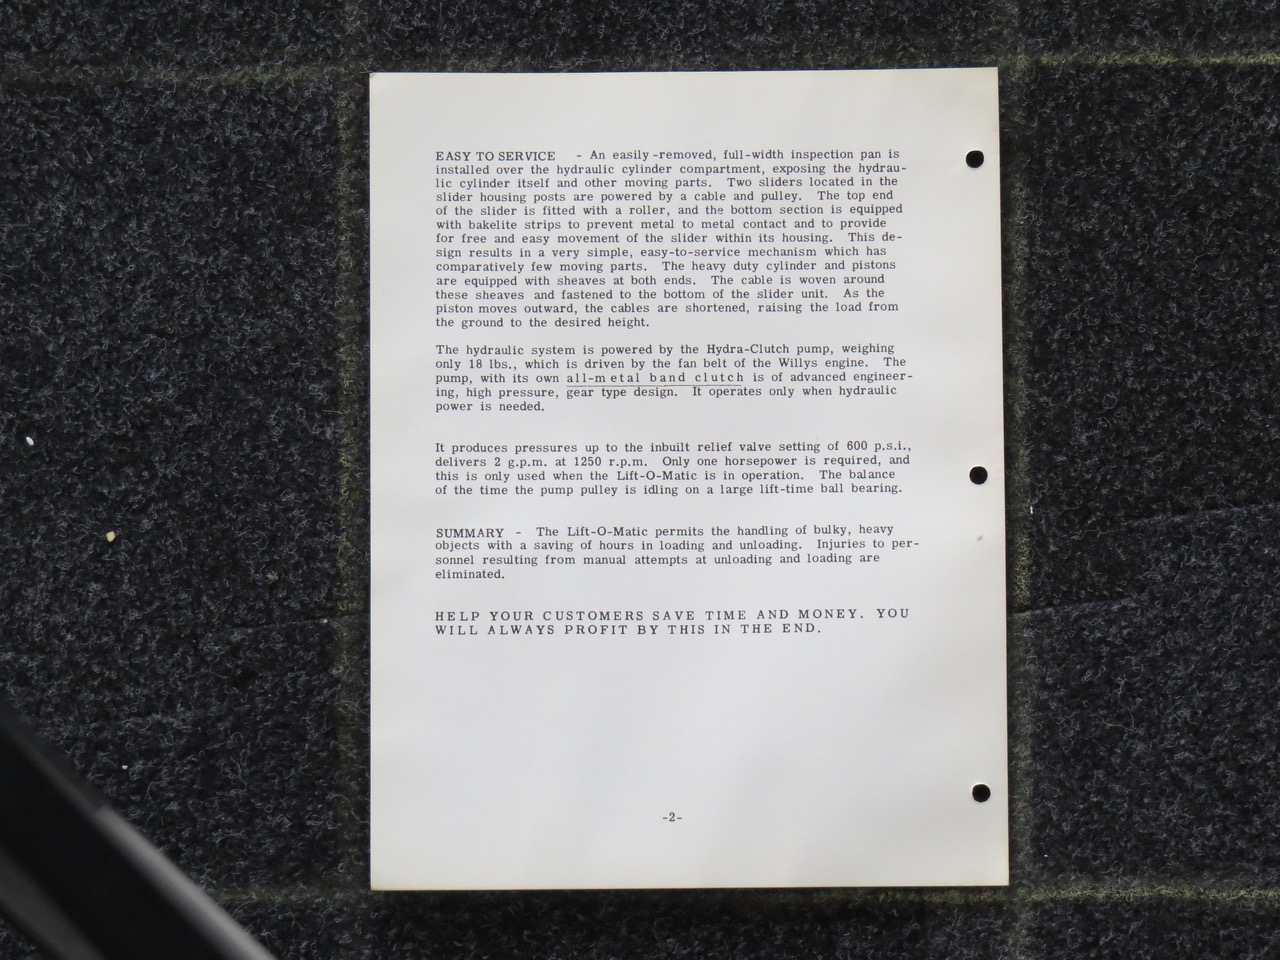 EASY TO SERVICE - An easily-removed, full-width inspection pan is
installed over the hydraulic cylinder compartment, exposing the hydrau-
lic cylinder itself and other moving parts. Two sliders located in the
slider housing posts are powered by a cable and pulley. The top end
of the slider is fitted with a roller, and the bottom section is equipped
with bakelite strips to prevent metal to metal contact and to provide
for free and easy movement of the slider within its housing. This de-
sign results in a very simple, easy-to-service mechanism which has
comparatively few moving parts. The heavy duty cylinder and pistons
are equipped with sheaves at both ends. The cable is woven around
these sheaves and fastened to the bottom of the slider unit. As the
piston moves outward, the cables are shortened, raising the load from
the ground to the desired height.
The hydraulic system is powered by the Hydra-Clutch pump, weighing
only 18 lbs., which is driven by the fan belt of the Willys engine. The
pump, with its own all-metal band clutch is of advanced engineer-
ing, high pressure, gear type design. It operates only when hydraulic
power is needed.
It produces pressures up to the inbuilt relief valve setting of 600 p.s.i.,
delivers 2 g.p.m. at 1250 r.p.m. Only one horsepower is required, and
this is only used when the Lift-O-Matic is in operation. The balance
of the time the pump pulley is idling on a large lift-time ball bearing.
SUMMARY - The Lift-O-Matic permits the handling of bulky, heavy
objects with a saving of hours in loading and unloading. Injuries to per-
sonnel resulting from manual attempts at unloading and loading are
eliminated.
HELP YOUR CUSTOMERS SAVE TIME AND MONEY. YOU
WILL ALWAYS PROFIT BY THIS IN THE END.
-2-